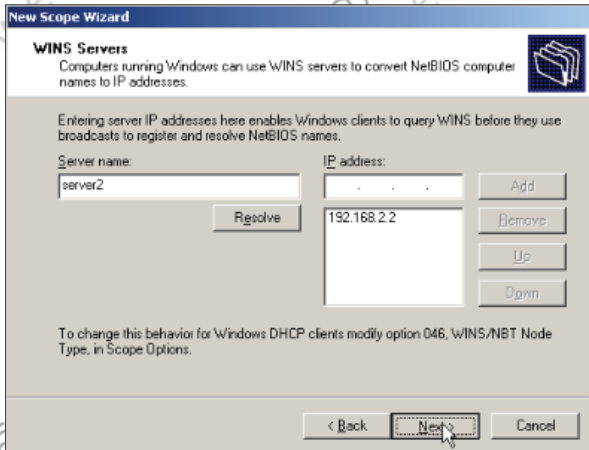 New Scope Wizard
WINS Servers
Computers running Windows can use WINS servers to convert NetBIOS computer
names to IP addresses.
Entering server IP addresses here enables Windows clients to query WINS before they use
broadcasts to register and resolve NetBIOS names.
Server name:
IP address:
server2
. . .
Add
Resolve
192.168.2.2
Remove
Up
Down
To change this behavior for Windows DHCP clients modify option 046, WINS/NBT Node
Type, in Scope Options.
< Back
Next >
Cancel